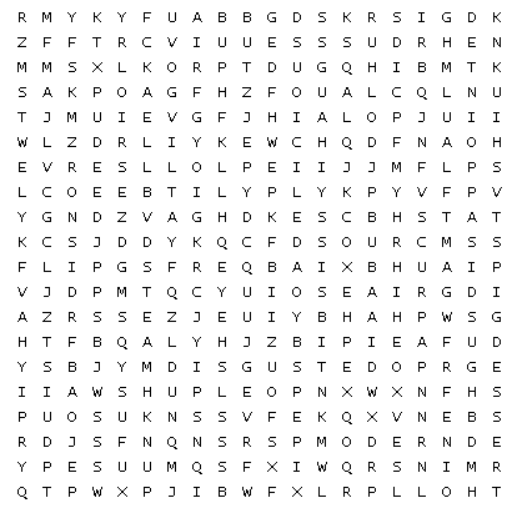 R M Y K Y F U A B B G D S K R S I G D K
Z F F T R C V I U U E S S S U D R H E N
M M S X L K O R P T D U G Q H I B M T K
S A K P O A G F H Z F O U A L C Q L N U
T J M U I E V G F J H I A L O P J U I I
W L Z D R L I Y K E W C H Q D F N A O H
E V R E S L L O L P E I I J J M F L P S
L C O E E B T I L Y P L Y K P Y V F P V
Y G N D Z V A G H D K E S C B H S T A T
K C S J D D Y K Q C F D S O U R C M S S
F L I P G S F R E Q B A I X B H U A I P
V J D P M T Q C Y U I O S E A I R G D I
A Z R S S E Z J E U I Y B H A H P W S G
H T F B Q A L Y H J Z B I P I E A F U D
Y S B J Y M D I S G U S T E D O P R G E
I I A W S H U P L E O P N X W X N F H S
P U O S U K N S S V F E K Q X V N E B S
R D J S F N Q N S R S P M O D E R N D E
Y P E S U U M Q S F X I W Q R S N I M R
Q T P W X P J I B W F X L R P L L O H T